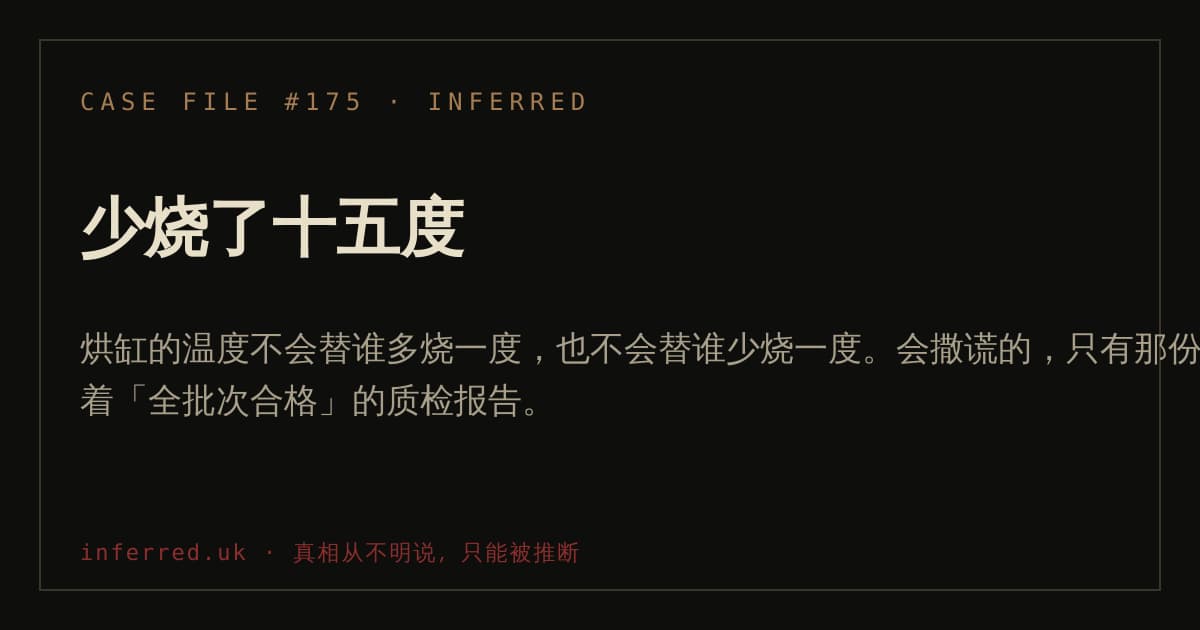 CASE FILE #175 · INFERRED
少烧了十五度
烘缸的温度不会替谁多烧一度，也不会替谁少烧一度。会撒谎的，只有那份
着「全批次合格」的质检报告。
inferred.uk · 真相从不明说，只能被推断